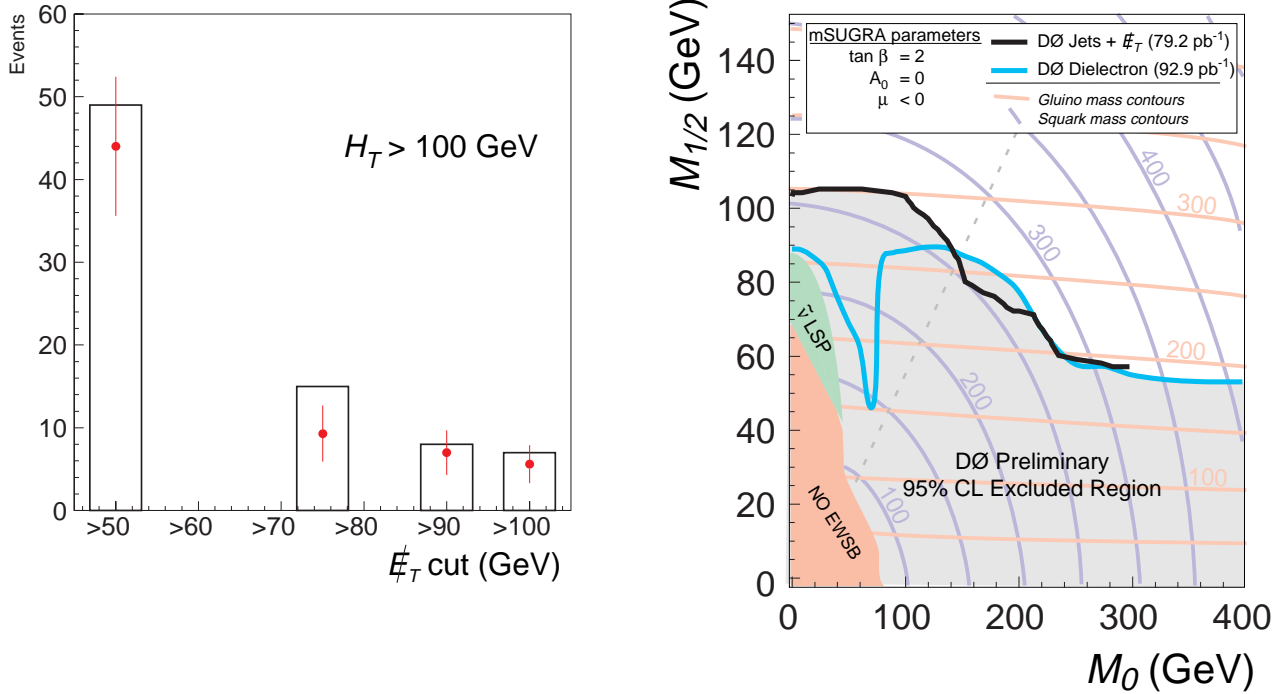 Events
60
50
40
30
20
10
0
H_T > 100 GeV
>50 >60 >70 >80 >90 >100
E̸_T cut (GeV)
M_1/2 (GeV)
140
120
100
80
60
40
20
0
mSUGRA parameters
tan β = 2
A_0 = 0
μ < 0
DØ Jets + E̸_T (79.2 pb^-1)
DØ Dielectron (92.9 pb^-1)
Gluino mass contours
Squark mass contours
400
300
300
200
200
100
100
ν̃ LSP
NO EWSB
DØ Preliminary
95% CL Excluded Region
0 100 200 300 400
M_0 (GeV)